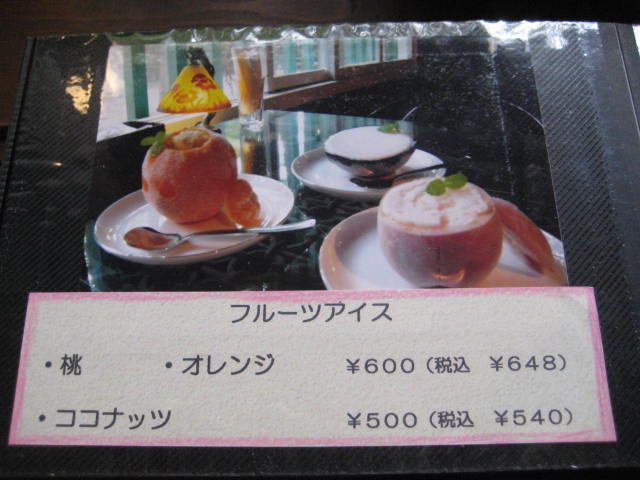 フルーツアイス
・桃　・オレンジ　￥600（税込　￥648）
・ココナッツ　￥500（税込　￥540）